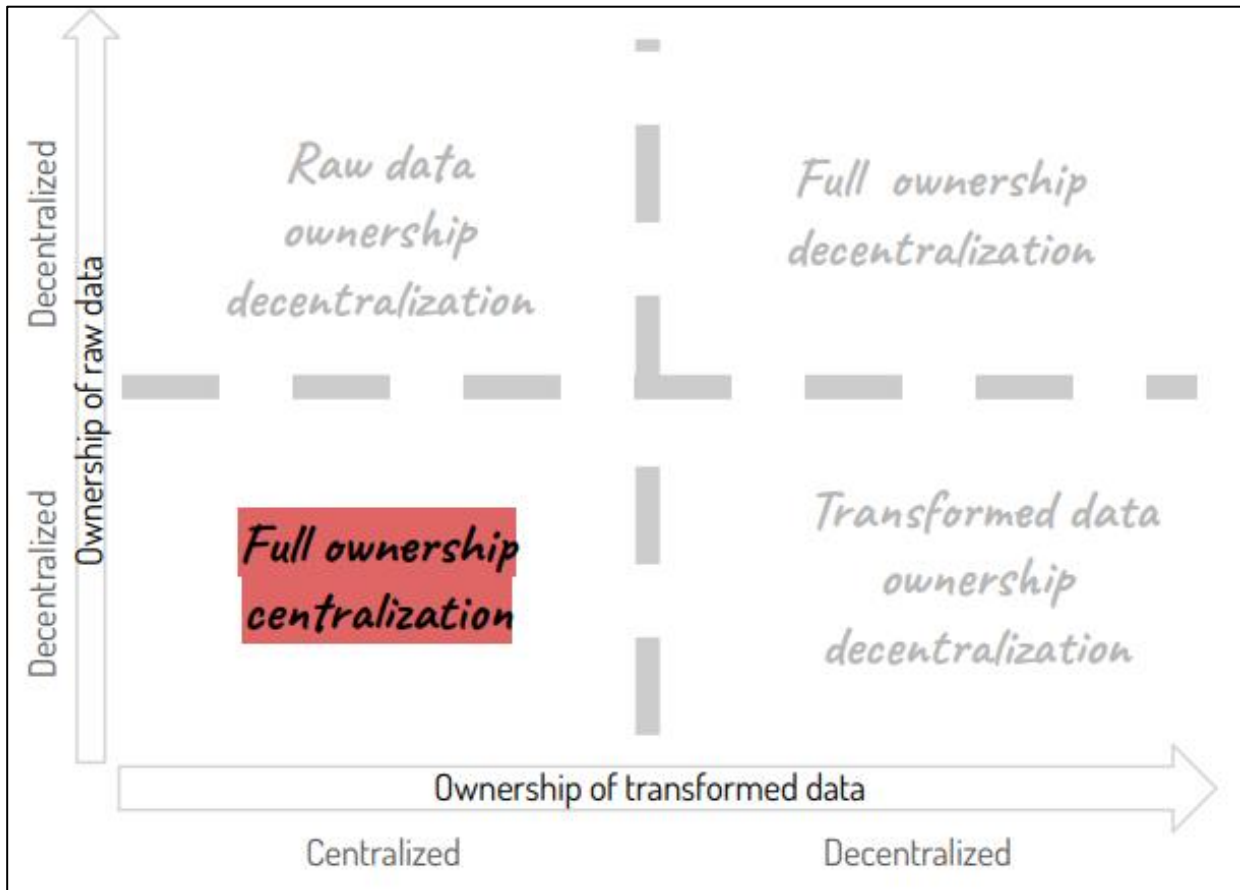 Decentralized
Ownership of raw data
Decentralized
Raw data
ownership
decentralization
Full ownership
decentralization
Full ownership
centralization
Transformed data
ownership
decentralization
Ownership of transformed data
Centralized
Decentralized